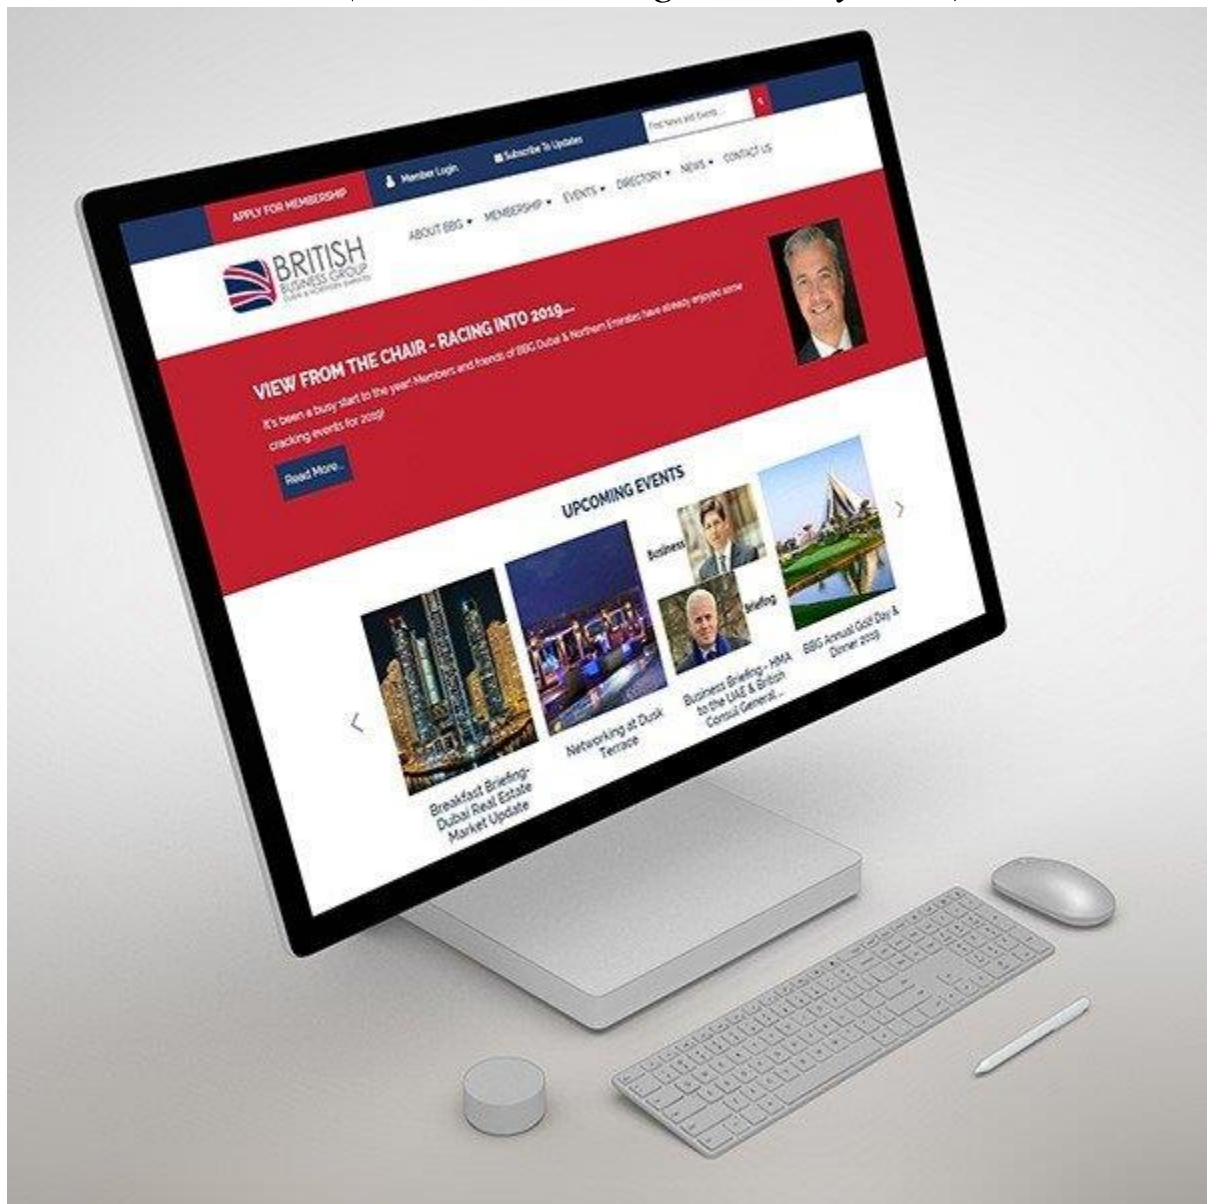 APPLY FOR MEMBERSHIP
Member Login
Subscribe To Updates
Find News and Events ...
BRITISH
BUSINESS GROUP
DUBAI & NORTHERN EMIRATES
ABOUT BBG
MEMBERSHIP
EVENTS
DIRECTORY
NEWS
CONTACT US
VIEW FROM THE CHAIR - RACING INTO 2019....
It's been a busy start to the year! Members and friends of BBG Dubai & Northern Emirates have already enjoyed some
cracking events for 2019!
Read More...
UPCOMING EVENTS
Business
Briefing
Breakfast Briefing-
Dubai Real Estate
Market Update
Networking at Dusk
Terrace
Business Briefing - HMA
to the UAE & British
Consul General ...
BBG Annual Golf Day &
Dinner 2019